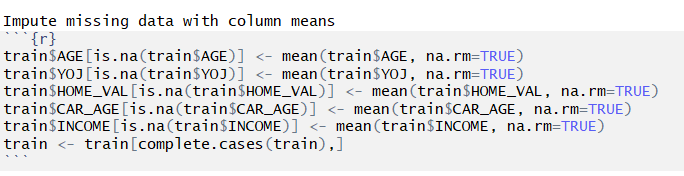 Impute missing data with column means
```{r}
train$AGE[is.na(train$AGE)] <- mean(train$AGE, na.rm=TRUE)
train$YOJ[is.na(train$YOJ)] <- mean(train$YOJ, na.rm=TRUE)
train$HOME_VAL[is.na(train$HOME_VAL)] <- mean(train$HOME_VAL, na.rm=TRUE)
train$CAR_AGE[is.na(train$CAR_AGE)] <- mean(train$CAR_AGE, na.rm=TRUE)
train$INCOME[is.na(train$INCOME)] <- mean(train$INCOME, na.rm=TRUE)
train <- train[complete.cases(train),]
```